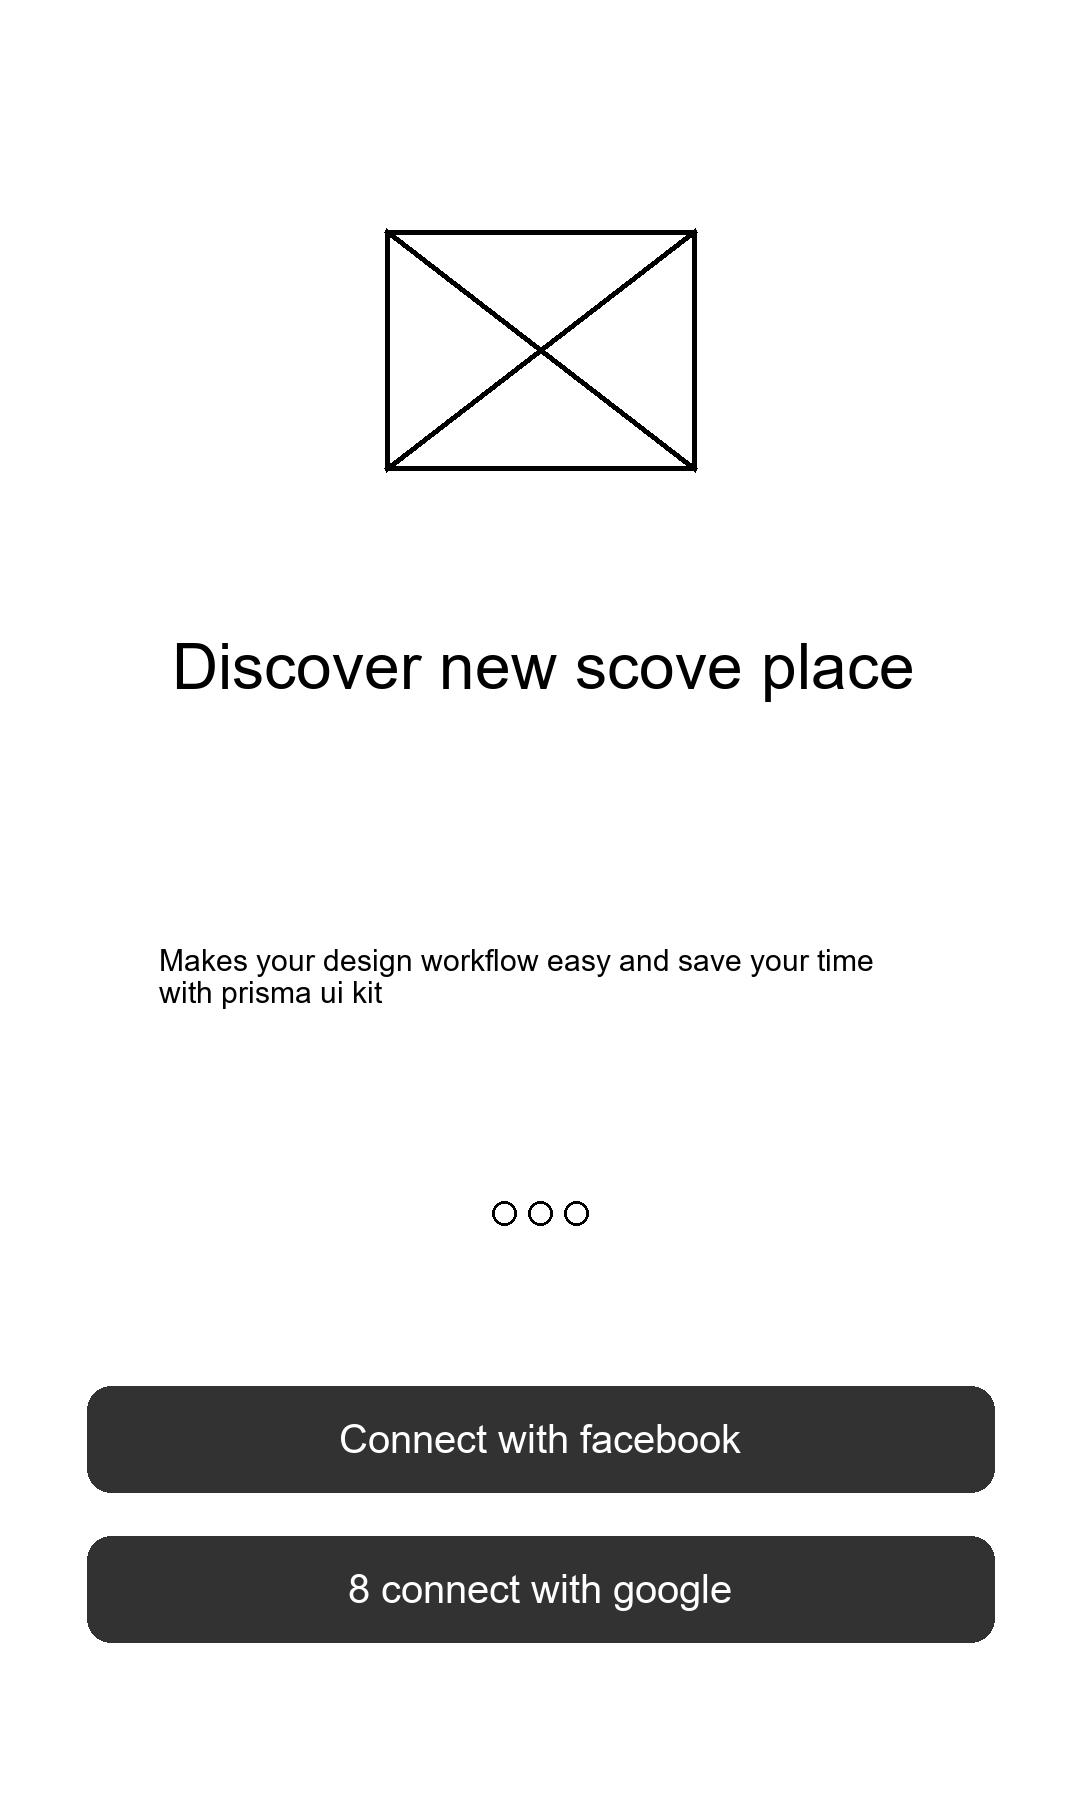 Discover new scove place
Makes your design workflow easy and save your time
with prisma ui kit
Connect with facebook
8 connect with google